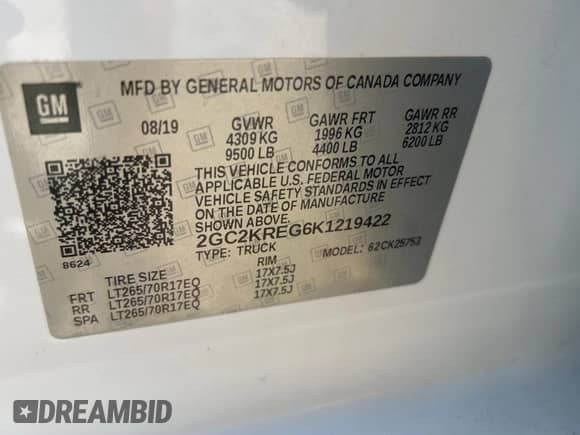 GM
MFD BY GENERAL MOTORS OF CANADA COMPANY
08/19 GVWR GAWR FRT GAWR RR
4309 KG 1996 KG 2812 KG
9500 LB 4400 LB 6200 LB
THIS VEHICLE CONFORMS TO ALL
APPLICABLE U.S. FEDERAL MOTOR
VEHICLE SAFETY STANDARDS IN EFFECT
ON THE DATE OF MANUFACTURE
SHOWN ABOVE.
2GC2KREG6K1219422
8624 TYPE: TRUCK MODEL: 62CK25753
TIRE SIZE RIM
FRT LT265/70R17EQ 17X7.5J
RR LT265/70R17EQ 17X7.5J
SPA LT265/70R17EQ 17X7.5J
DREAMBID